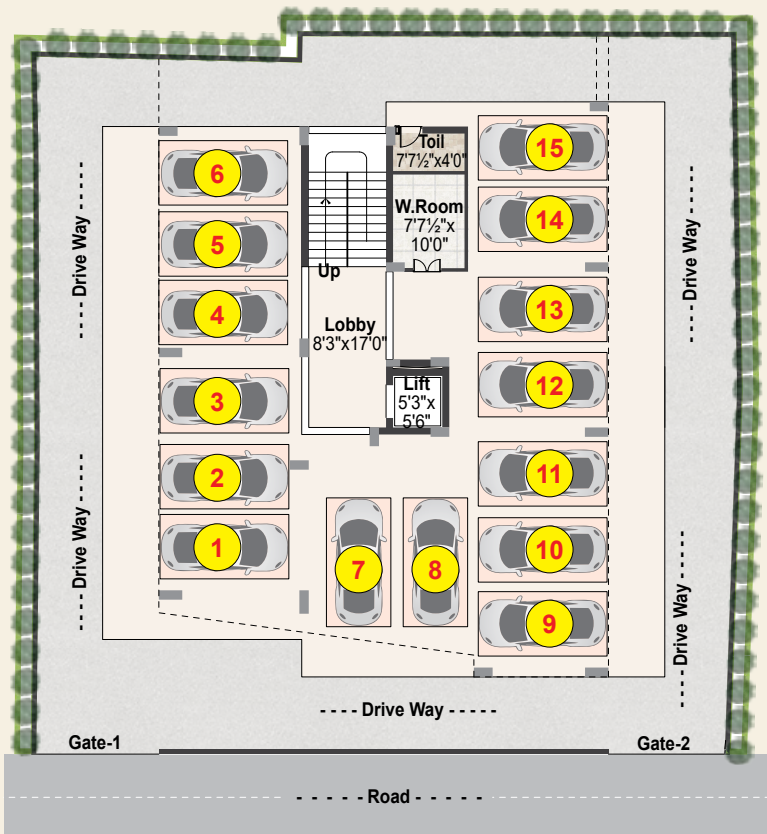 15
Toil
7'7½"x4'0"
6
W.Room
7'7½"x
10'0"
14
5
- - - - - Drive Way - - - - -
- - - - - Drive Way - - - - -
Up
4
Lobby
8'3"x17'0"
13
Lift
5'3"x
5'6"
12
3
11
2
- - - - - Drive Way - - - - -
1
7
8
10
9
- - - - - Drive Way - - - - -
- - - - Drive Way - - - - -
Gate-1
Gate-2
- - - - - Road - - - - -